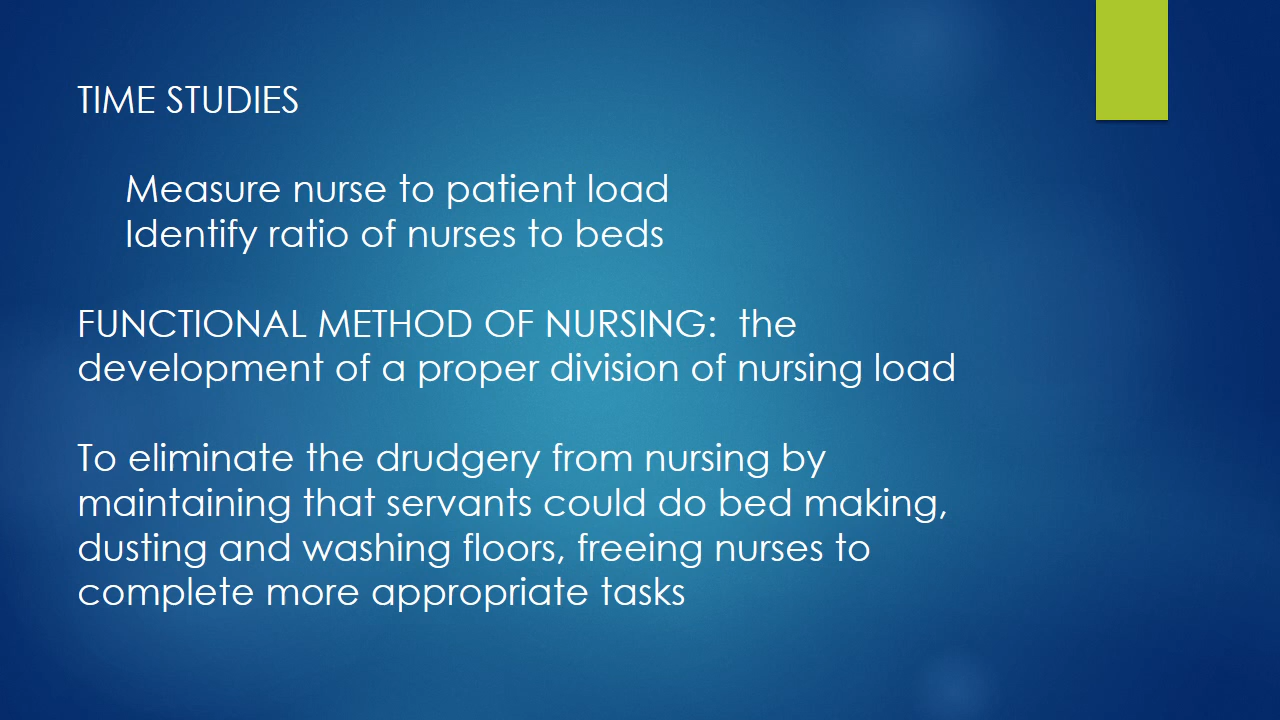 TIME STUDIES
Measure nurse to patient load
Identify ratio of nurses to beds
FUNCTIONAL METHOD OF NURSING:  the
development of a proper division of nursing load
To eliminate the drudgery from nursing by
maintaining that servants could do bed making,
dusting and washing floors, freeing nurses to
complete more appropriate tasks